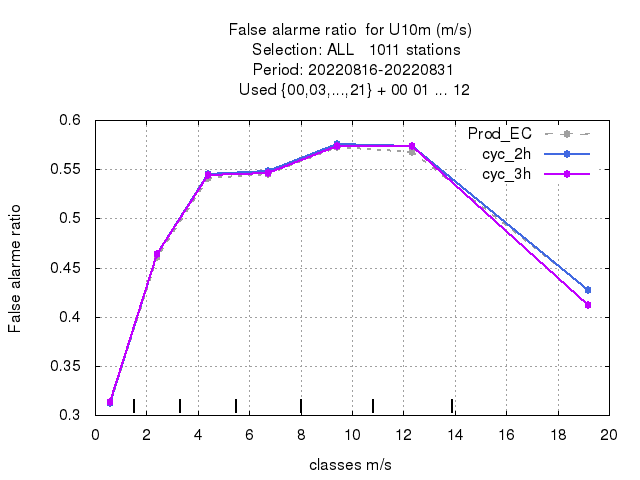 False alarme ratio  for U10m (m/s)
Selection: ALL   1011 stations
Period: 20220816-20220831
Used {00,03,...,21} + 00 01 ... 12
Prod_EC
cyc_2h
cyc_3h
0.6
0.55
0.5
0.45
0.4
0.35
0.3
False alarme ratio
0 2 4 6 8 10 12 14 16 18 20
classes m/s